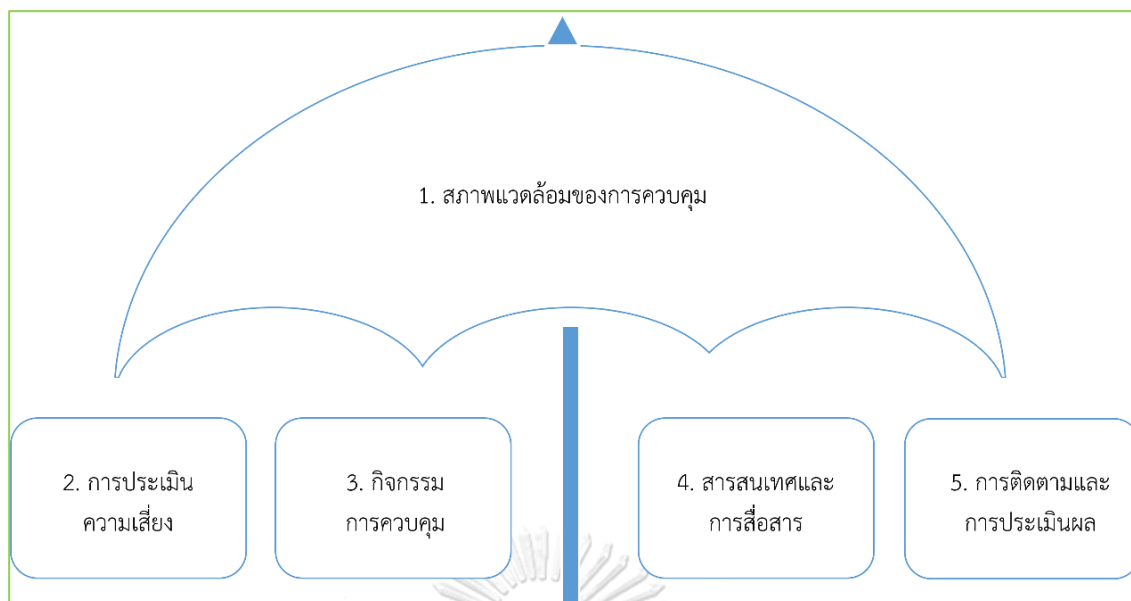 1. สภาพแวดล้อมของการควบคุม
2. การประเมิน
ความเสี่ยง
3. กิจกรรม
การควบคุม
4. สารสนเทศและ
การสื่อสาร
5. การติดตามและ
การประเมินผล